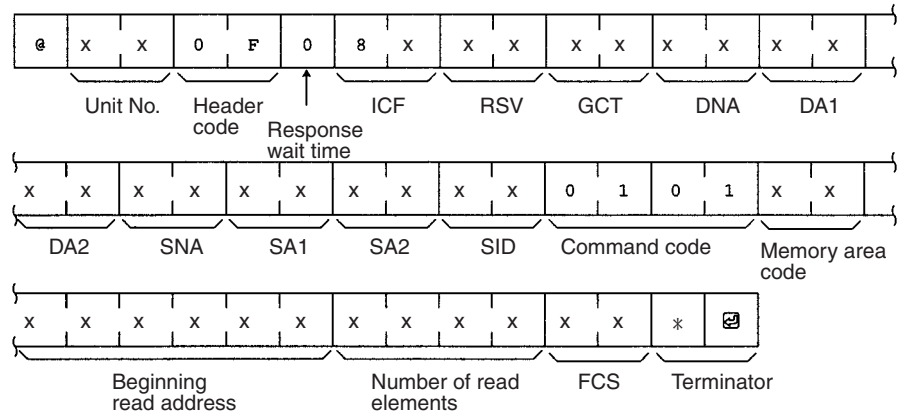 @ x x 0 F 0 8 x x x x x x x x x
Unit No. Header code Response wait time ICF RSV GCT DNA DA1
x x x x x x x x x x 0 1 0 1 x x
DA2 SNA SA1 SA2 SID Command code Memory area code
x x x x x x x x x x x x * ↵
Beginning read address Number of read elements FCS Terminator